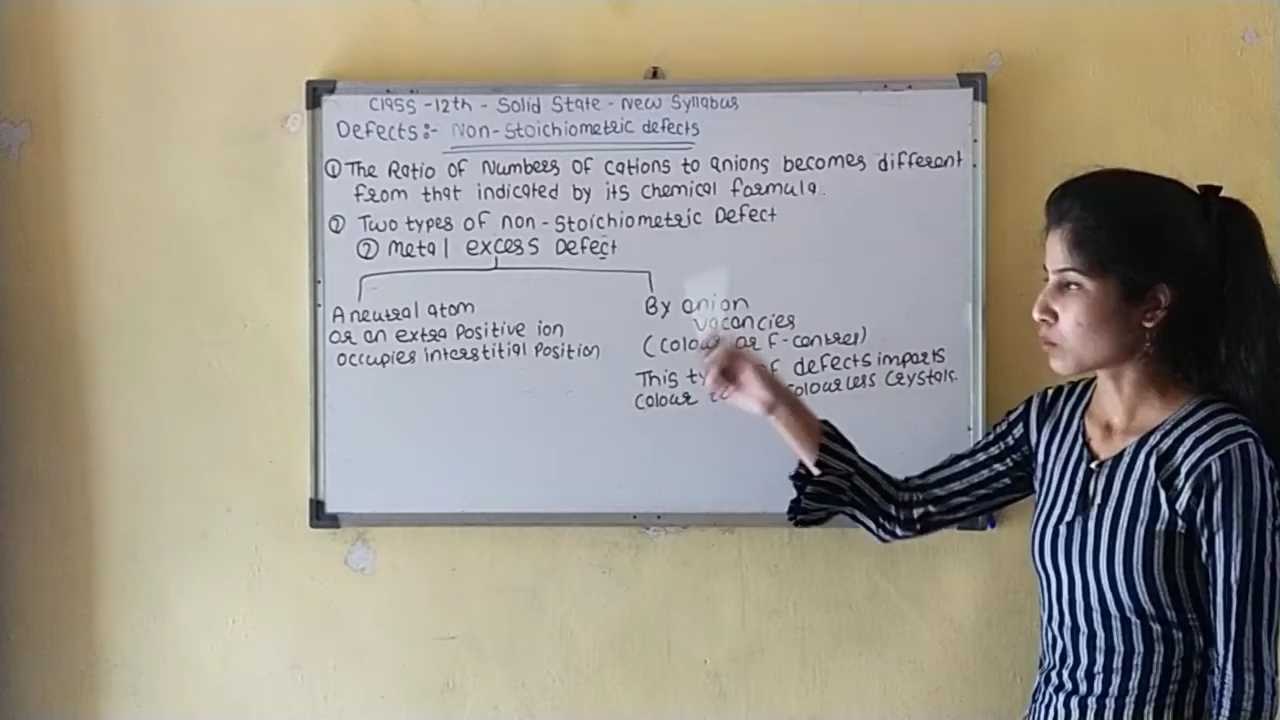 Class -12th - Solid State - New Syllabus
Defects:- Non-Stoichiometric defects
① The Ratio of Numbers of cations to anions becomes different
from that indicated by its chemical formula.
② Two types of non-Stoichiometric Defect
② Metal excess Defect
A neutral atom
or an extra Positive ion
occupies interstitial Position
By anion
vacancies
(Colour or F-centres)
This of defects imparts
Colour colourless Crystals.